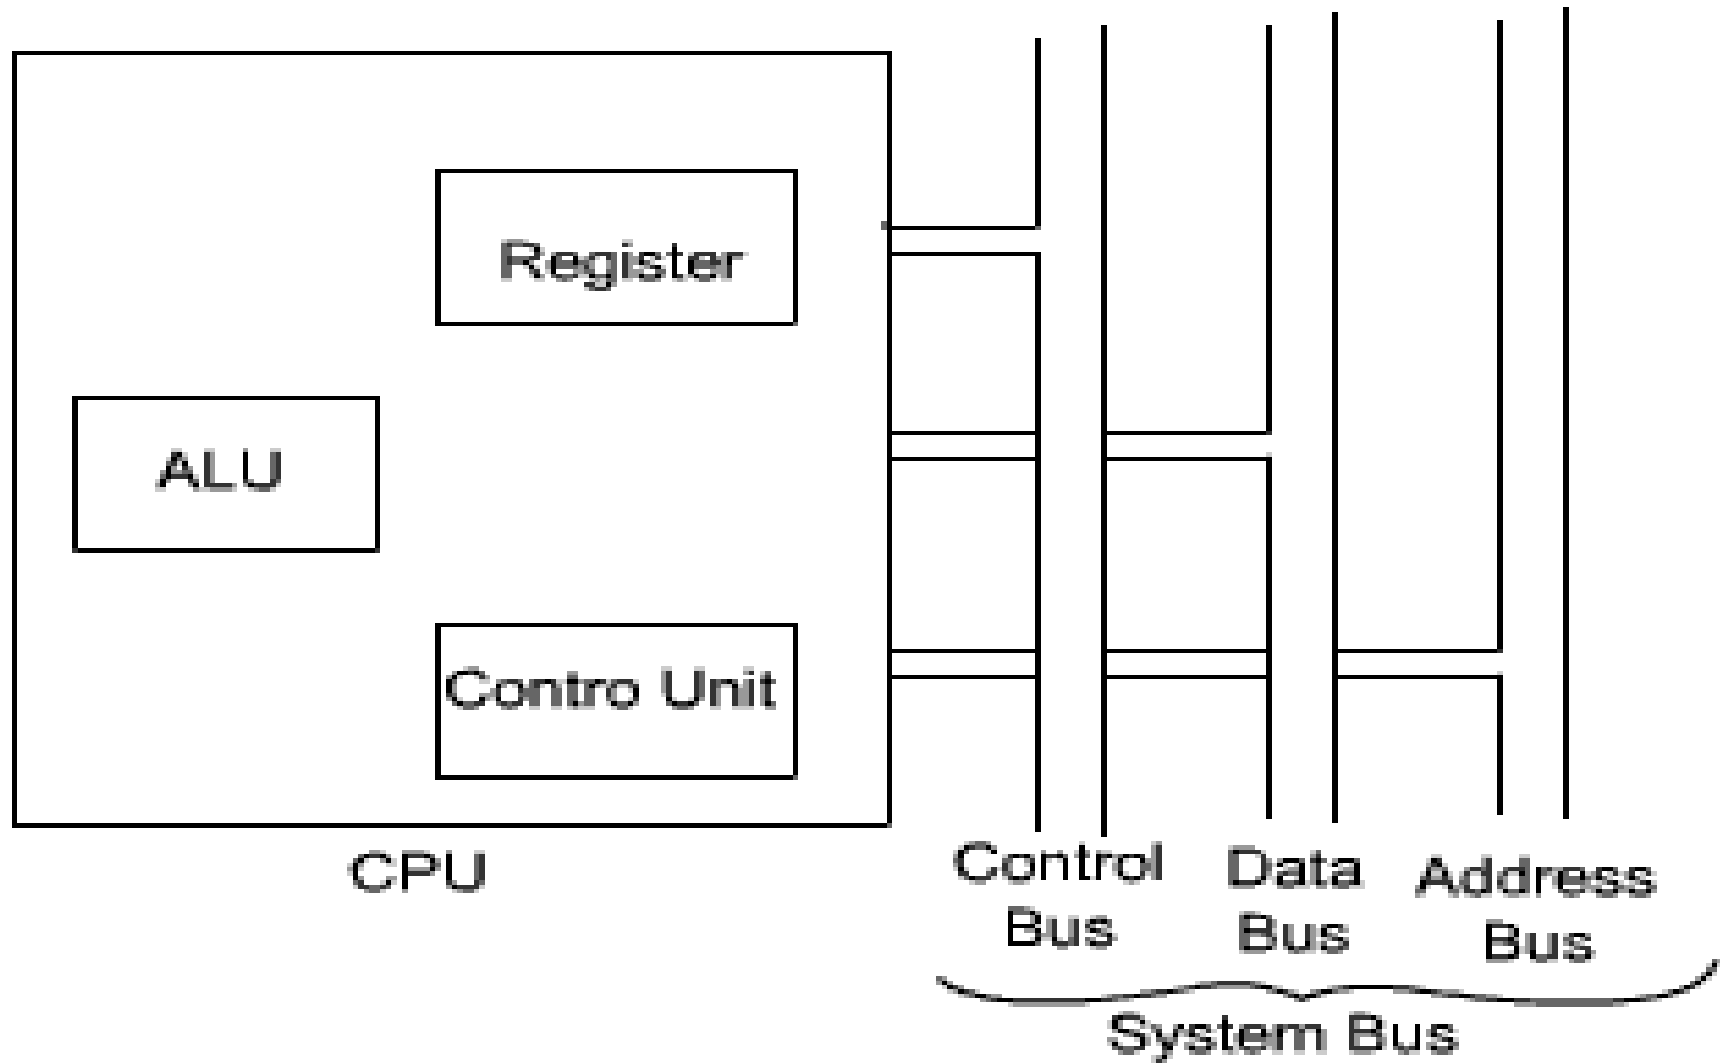 Register
ALU
Contro Unit
CPU
Control
Bus
Data
Bus
Address
Bus
System Bus